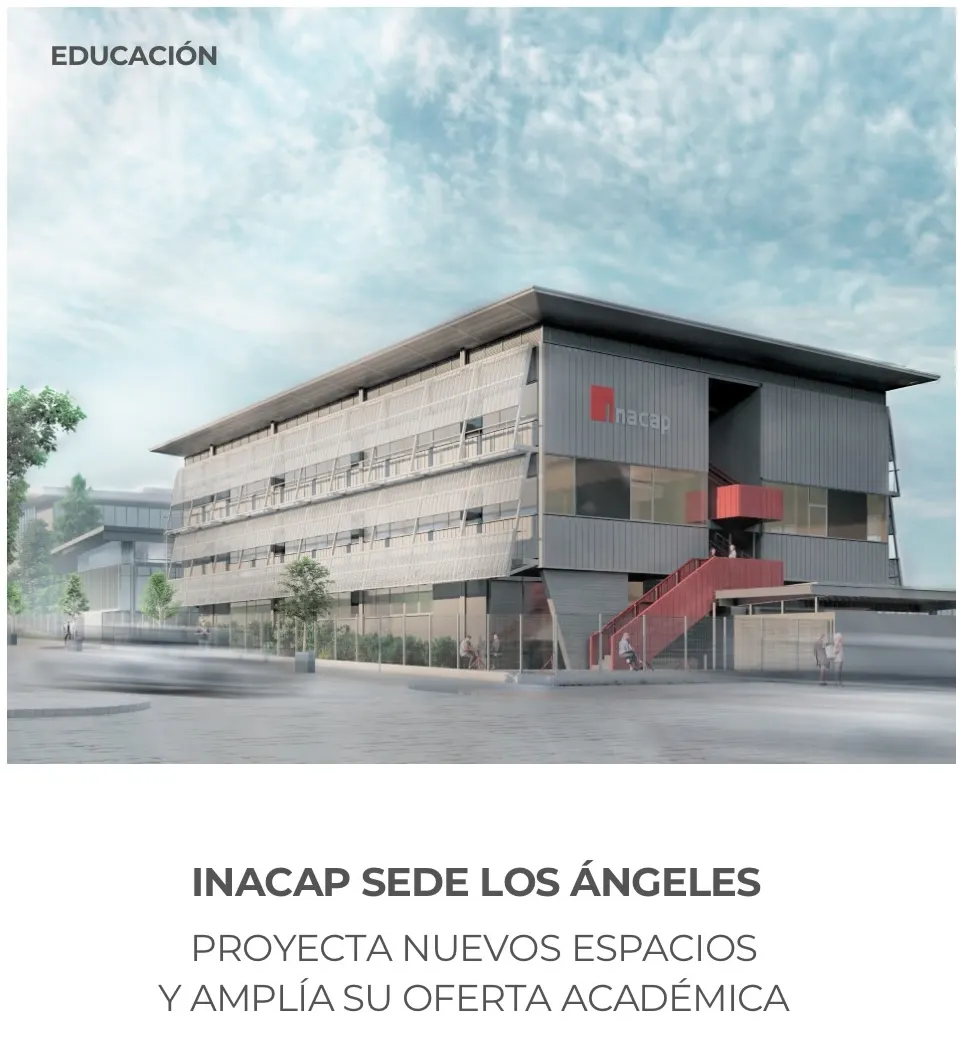 EDUCACIÓN
inacap
INACAP SEDE LOS ÁNGELES
PROYECTA NUEVOS ESPACIOS
Y AMPLÍA SU OFERTA ACADÉMICA